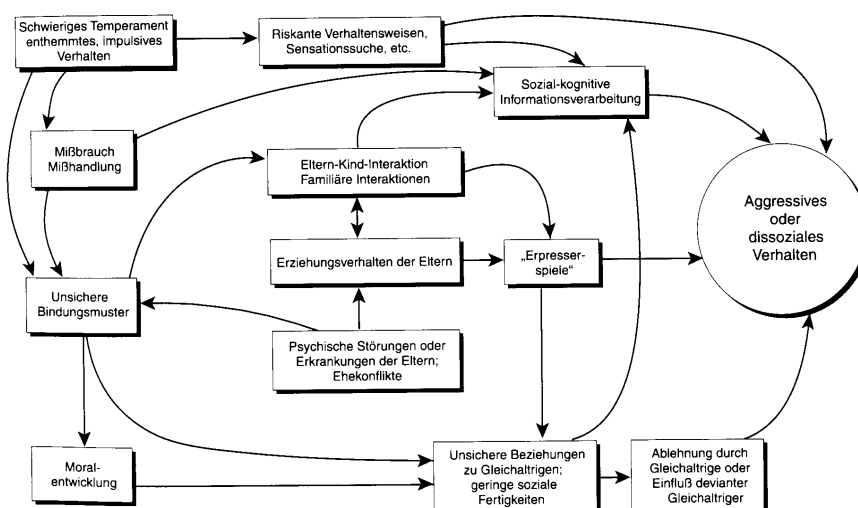 Schwieriges Temperament
enthemmtes, impulsives
Verhalten
Riskante Verhaltensweisen,
Sensationssuche, etc.
Sozial-kognitive
Informationsverarbeitung
Mißbrauch
Mißhandlung
Eltern-Kind-Interaktion
Familiäre Interaktionen
Aggressives
oder
dissoziales
Verhalten
Erziehungsverhalten der Eltern
„Erpresser-
spiele“
Unsichere
Bindungsmuster
Psychische Störungen oder
Erkrankungen der Eltern;
Ehekonflikte
Moral-
entwicklung
Unsichere Beziehungen
zu Gleichaltrigen;
geringe soziale
Fertigkeiten
Ablehnung durch
Gleichaltrige oder
Einfluß devianter
Gleichaltriger